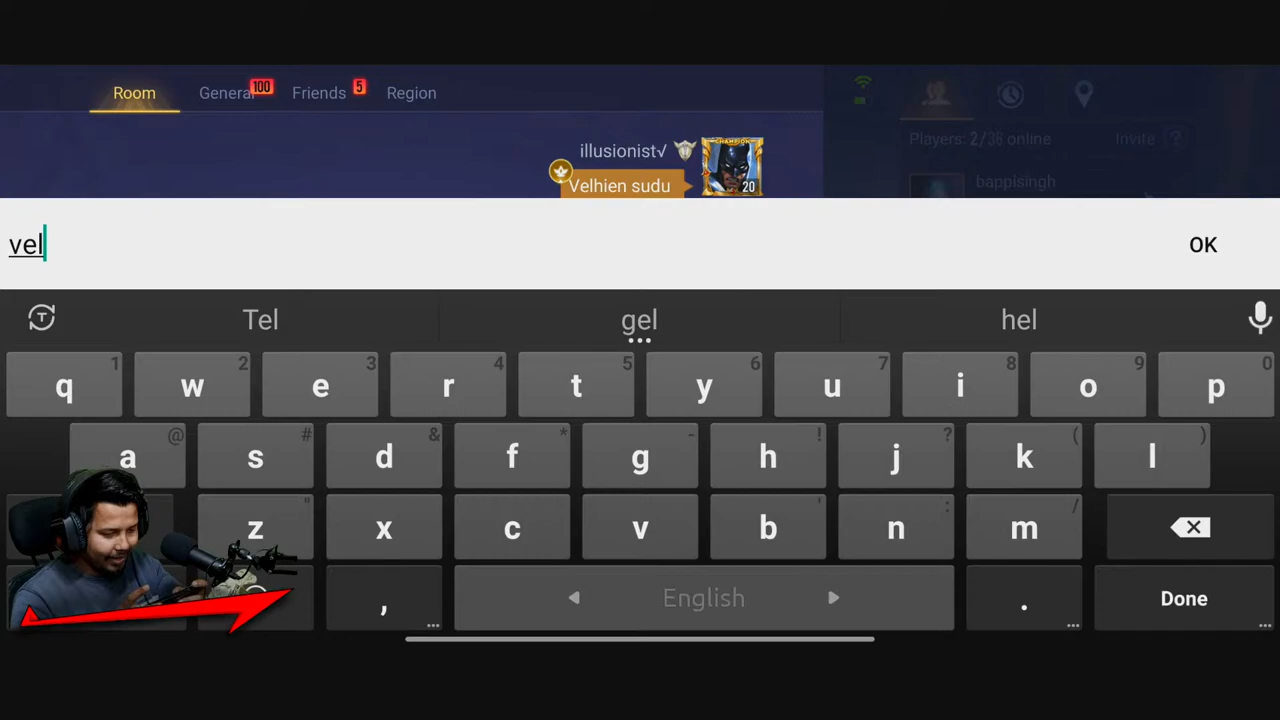 Room General 100 Friends 5 Region
Players: 2/36 online Invite ?
illusionist√
CHAMPION
20
Velhien sudu
bappisingh
vel OK
Tel gel hel
1 2 3 4 5 6 7 8 9 0
q w e r t y u i o p
@ # & * - ! ? ( )
a s d f g h j k l
" ' : /
z x c v b n m
, English . Done